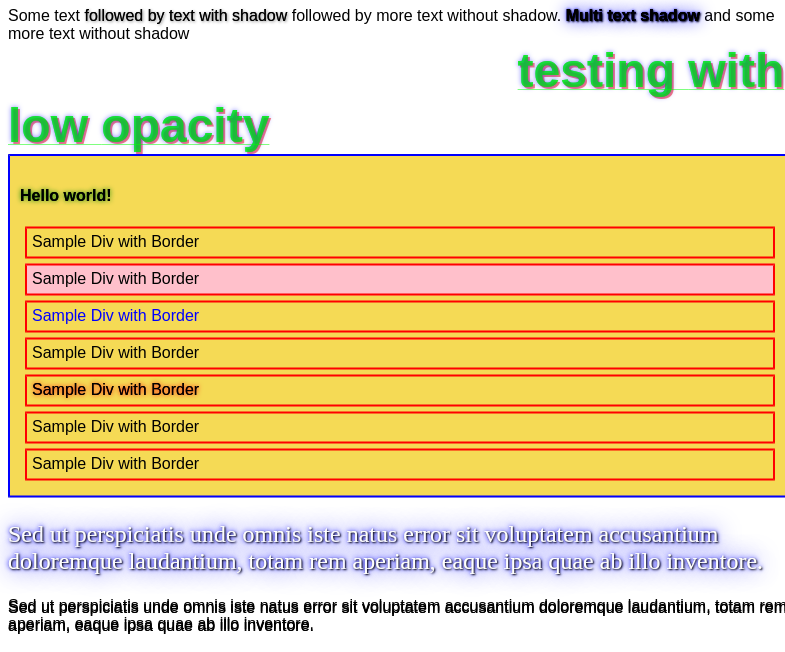 Some text followed by text with shadow followed by more text without shadow. Multi text shadow and some
more text without shadow
testing with
low opacity
Hello world!
Sample Div with Border
Sample Div with Border
Sample Div with Border
Sample Div with Border
Sample Div with Border
Sample Div with Border
Sample Div with Border
Sed ut perspiciatis unde omnis iste natus error sit voluptatem accusantium
doloremque laudantium, totam rem aperiam, eaque ipsa quae ab illo inventore.
Sed ut perspiciatis unde omnis iste natus error sit voluptatem accusantium doloremque laudantium, totam rem
aperiam, eaque ipsa quae ab illo inventore.